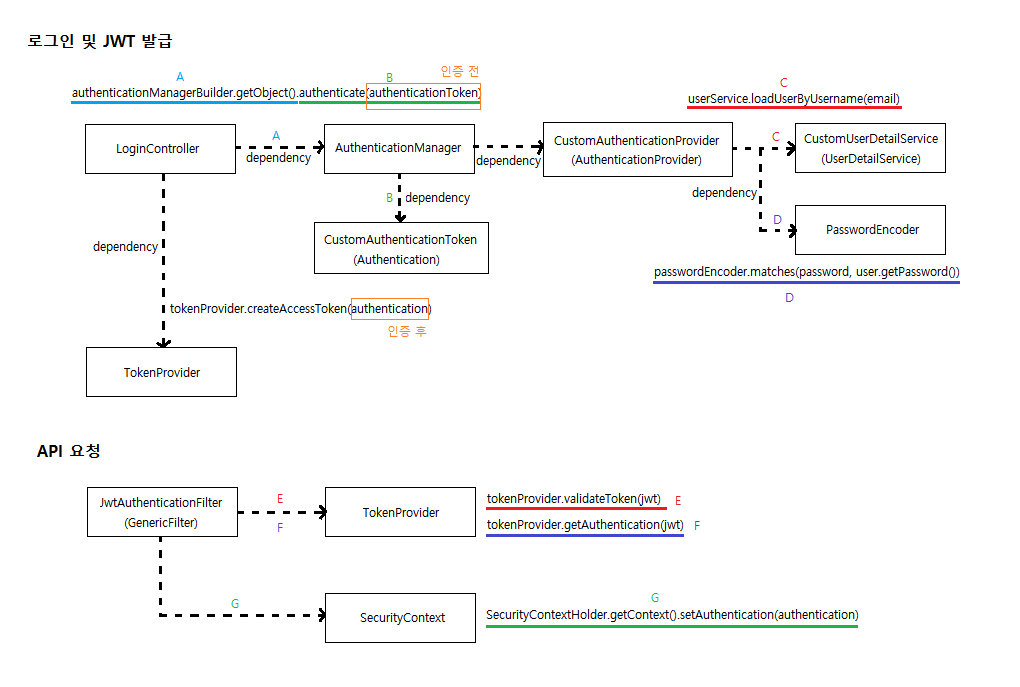 로그인 및 JWT 발급
A
B
인증 전
authenticationManagerBuilder.getObject().authenticate(authenticationToken)
C
userService.loadUserByUsername(email)
LoginController
A
dependency
AuthenticationManager
dependency
CustomAuthenticationProvider
(AuthenticationProvider)
C
CustomUserDetailService
(UserDetailService)
dependency
B
dependency
D
PasswordEncoder
dependency
CustomAuthenticationToken
(Authentication)
passwordEncoder.matches(password, user.getPassword())
D
tokenProvider.createAccessToken(authentication)
인증 후
TokenProvider
API 요청
JwtAuthenticationFilter
(GenericFilter)
E
F
TokenProvider
tokenProvider.validateToken(jwt)
E
tokenProvider.getAuthentication(jwt)
F
G
SecurityContext
G
SecurityContextHolder.getContext().setAuthentication(authentication)